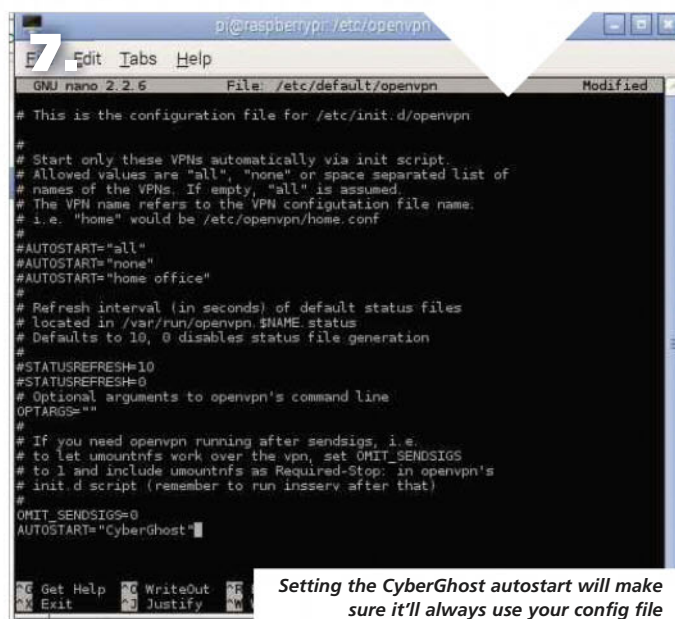 7.
pi@raspberrypi: /etc/openvpn
Edit Tabs Help
GNU nano 2.2.6 File: /etc/default/openvpn Modified
# This is the configuration file for /etc/init.d/openvpn
#
# Start only these VPNs automatically via init script.
# Allowed values are "all", "none" or space separated list of
# names of the VPNs. If empty, "all" is assumed.
# The VPN name refers to the VPN configutation file name.
# i.e. "home" would be /etc/openvpn/home.conf
#
#AUTOSTART="all"
#AUTOSTART="none"
#AUTOSTART="home office"
#
# Refresh interval (in seconds) of default status files
# located in /var/run/openvpn.$NAME.status
# Defaults to 10, 0 disables status file generation
#
#STATUSREFRESH=10
#STATUSREFRESH=0
# Optional arguments to openvpn's command line
OPTARGS=""
#
# If you need openvpn running after sendsigs, i.e.
# to let umountnfs work over the vpn, set OMIT_SENDSIGS
# to 1 and include umountnfs as Required-Stop: in openvpn's
# init.d script (remember to run insserv after that)
#
OMIT_SENDSIGS=0
AUTOSTART="CyberGhost"
^G Get Help ^O WriteOut ^R
^X Exit ^J Justify ^W
Setting the CyberGhost autostart will make
sure it'll always use your config file